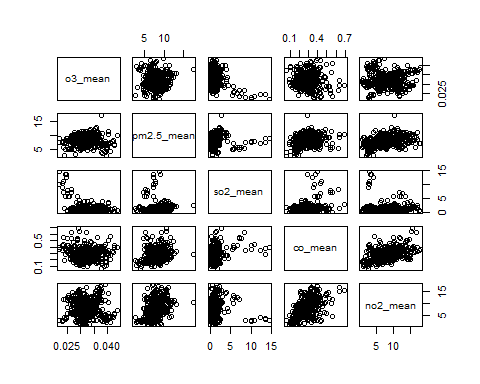 5 10
0.1 0.4 0.7
o3_mean
0.025
5 15
pm2.5_mean
so2_mean
0 5 15
0.1 0.5
co_mean
no2_mean
5 15
0.025 0.040
0 5 10 15
5 10